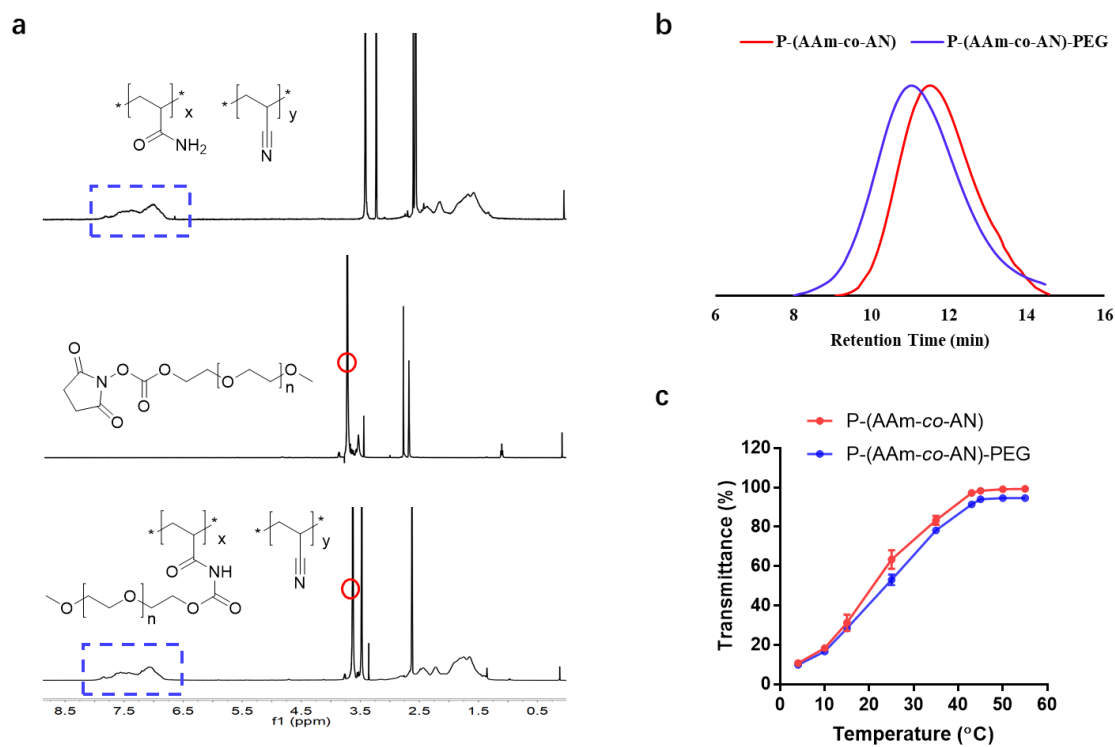 a
* * * *
x y
O NH2 N
O
N O O O O
n
O O
* * * *
x y
O NH N
O O O O
n
8.5 7.5 6.5 5.5 4.5 3.5 2.5 1.5 0.5
f1 (ppm)
b
P-(AAm-co-AN) P-(AAm-co-AN)-PEG
6 8 10 12 14 16
Retention Time (min)
c
P-(AAm-co-AN)
P-(AAm-co-AN)-PEG
Transmittance (%)
120
100
80
60
40
20
0
0 10 20 30 40 50 60
Temperature (°C)